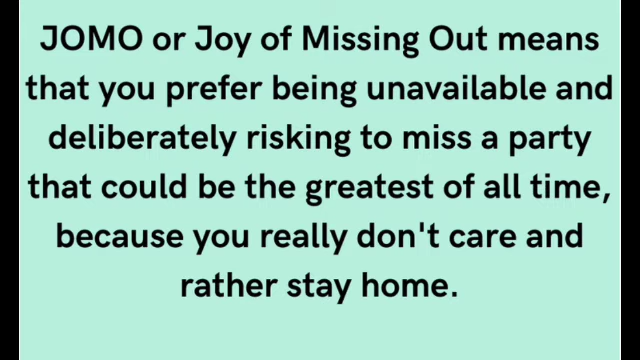 JOMO or Joy of Missing Out means
that you prefer being unavailable and
deliberately risking to miss a party
that could be the greatest of all time,
because you really don't care and
rather stay home.